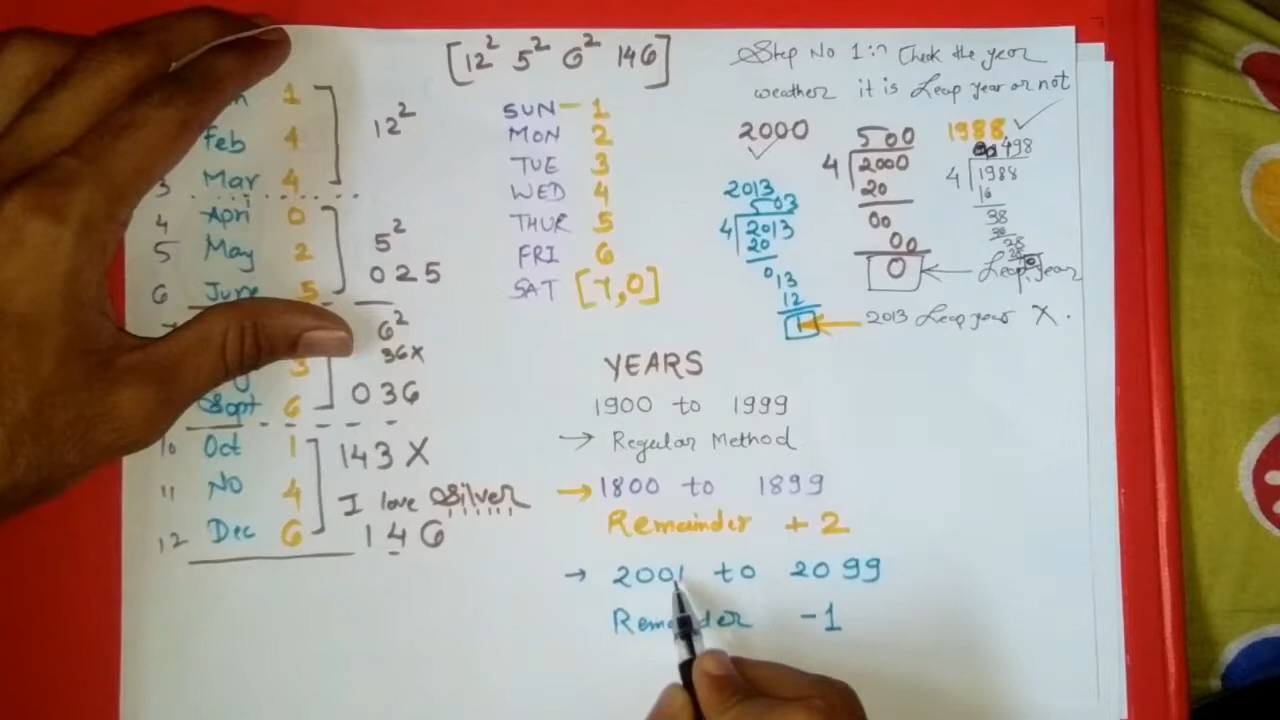 [12² 5² 6² 146]
1
Feb 4
3 Mar 4
12²
4 Apri 0
5 May 2
6 June 5
5²
025
6²
36X
3
Sept 6
036
10 Oct 1
11 No 4
12 Dec 6
143 X
I love Silver
146
SUN - 1
MON 2
TUE 3
WED 4
THUR 5
FRI 6
SAT [7,0]
Step No 1:- Check the year
weather it is Leap year or not
2000
500
4 2000
20
00
00
0
Leap year
1988
498
4 1988
16
38
28
2013
503
4 2013
20
013
12
1
2013 Leap year X.
YEARS
1900 to 1999
→ Regular Method
→ 1800 to 1899
Remainder +2
→ 2001 to 2099
Remainder -1